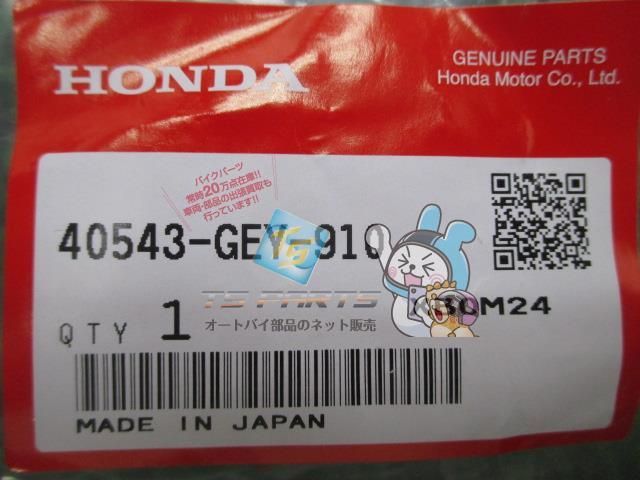 HONDA
GENUINE PARTS
Honda Motor Co., Ltd.
バイクパーツ
常時20万点在庫!!
車両・部品の出張買取も
行っています!!
40543-GEY-910
TS PARTS
オートバイ部品のネット販売
QTY 1
MADE IN JAPAN